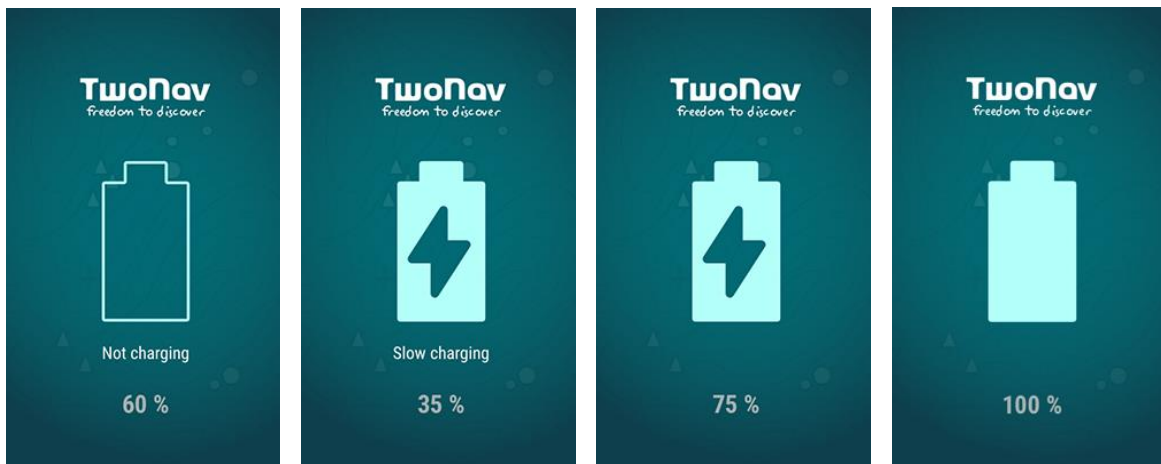 TwoNav
freedom to discover
Not charging
60 %
TwoNav
freedom to discover
Slow charging
35 %
TwoNav
freedom to discover
75 %
TwoNav
freedom to discover
100 %